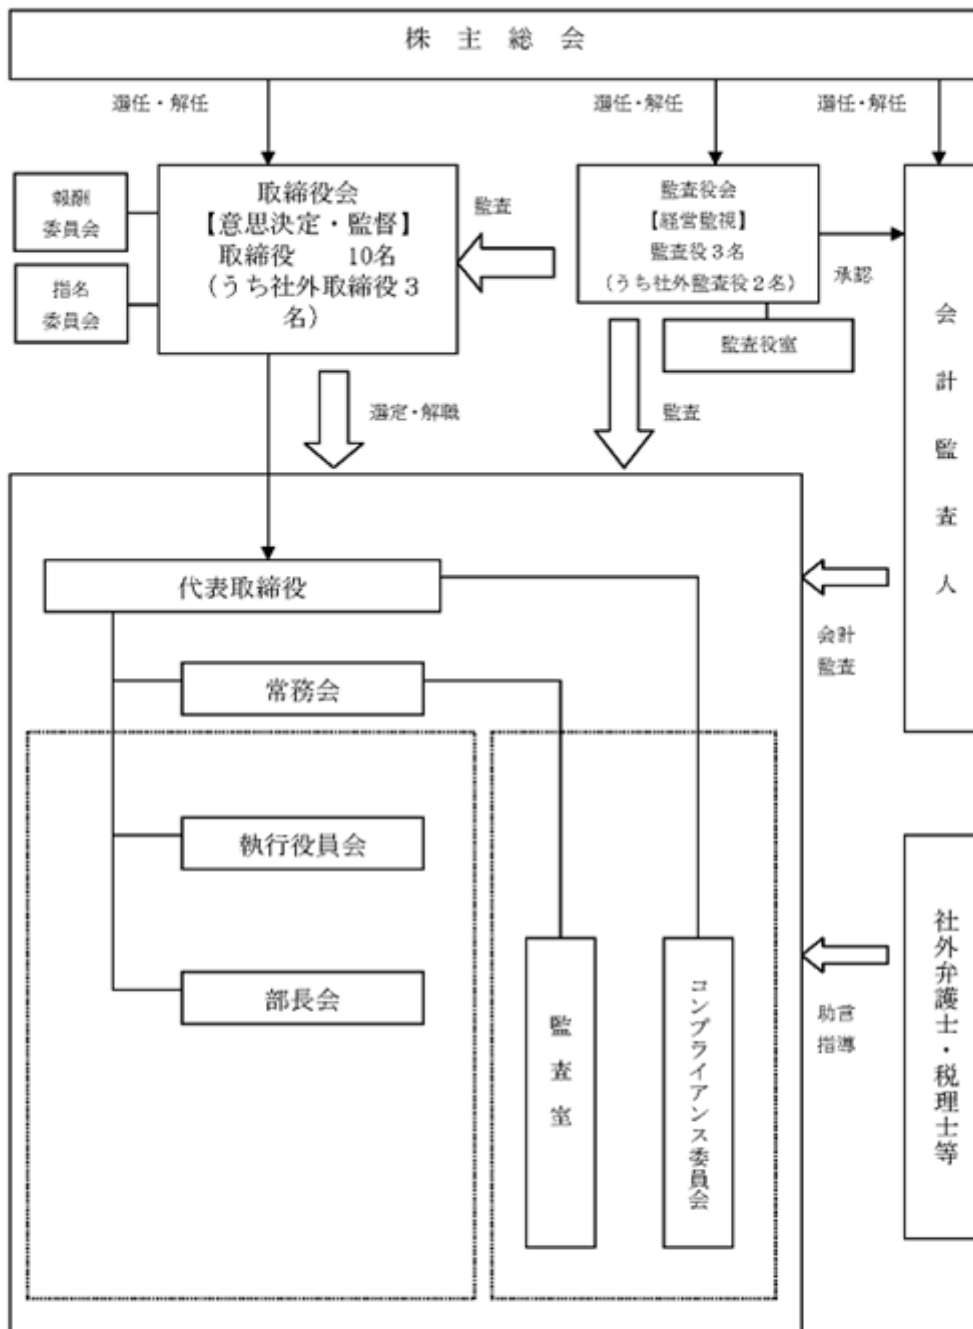 株主総会
選任・解任
選任・解任
選任・解任
報酬
委員会
指名
委員会
取締役会
【意思決定・監督】
取締役 10名
（うち社外取締役３
名）
監査
監査役会
【経営監視】
監査役３名
（うち社外監査役２名）
承認
監査役室
会計監査人
選定・解職
監査
代表取締役
会計
監査
常務会
執行役員会
部長会
監査室
コンプライアンス委員会
助言
指導
社外弁護士・税理士等